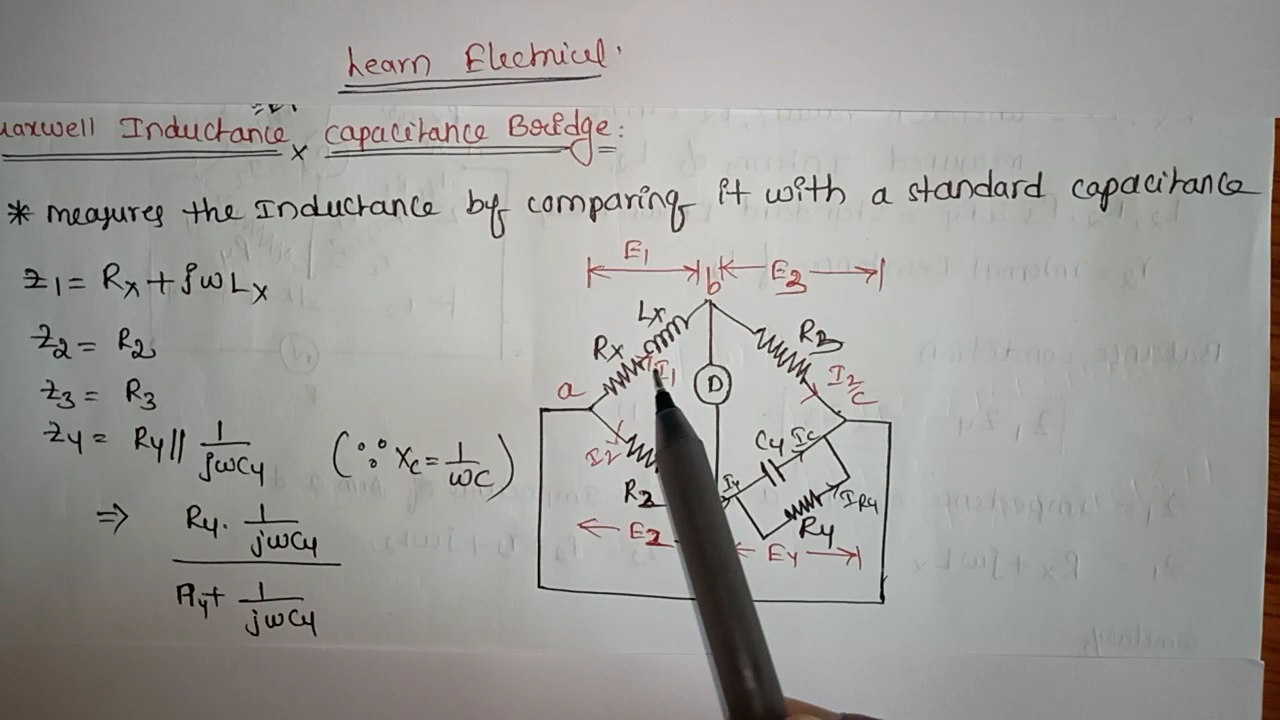 Learn Electrical.
Maxwell Inductance capacitance Bridge:
x
* measures the Inductance by comparing it with a standard capacitance
E1
b
E3
Z1 = Rx + jωLx
Lx
Rx
R3
Z2 = R2
I1
D
I2/C
a
Z3 = R3
Z4 = R4 || 1/jωC4 (∵ Xc = 1/ωC)
C4
Ic
I2
R2
I4
IR4
R4
⇒ R4 · 1/jωC4
E2
E4
R4 + 1/jωC4